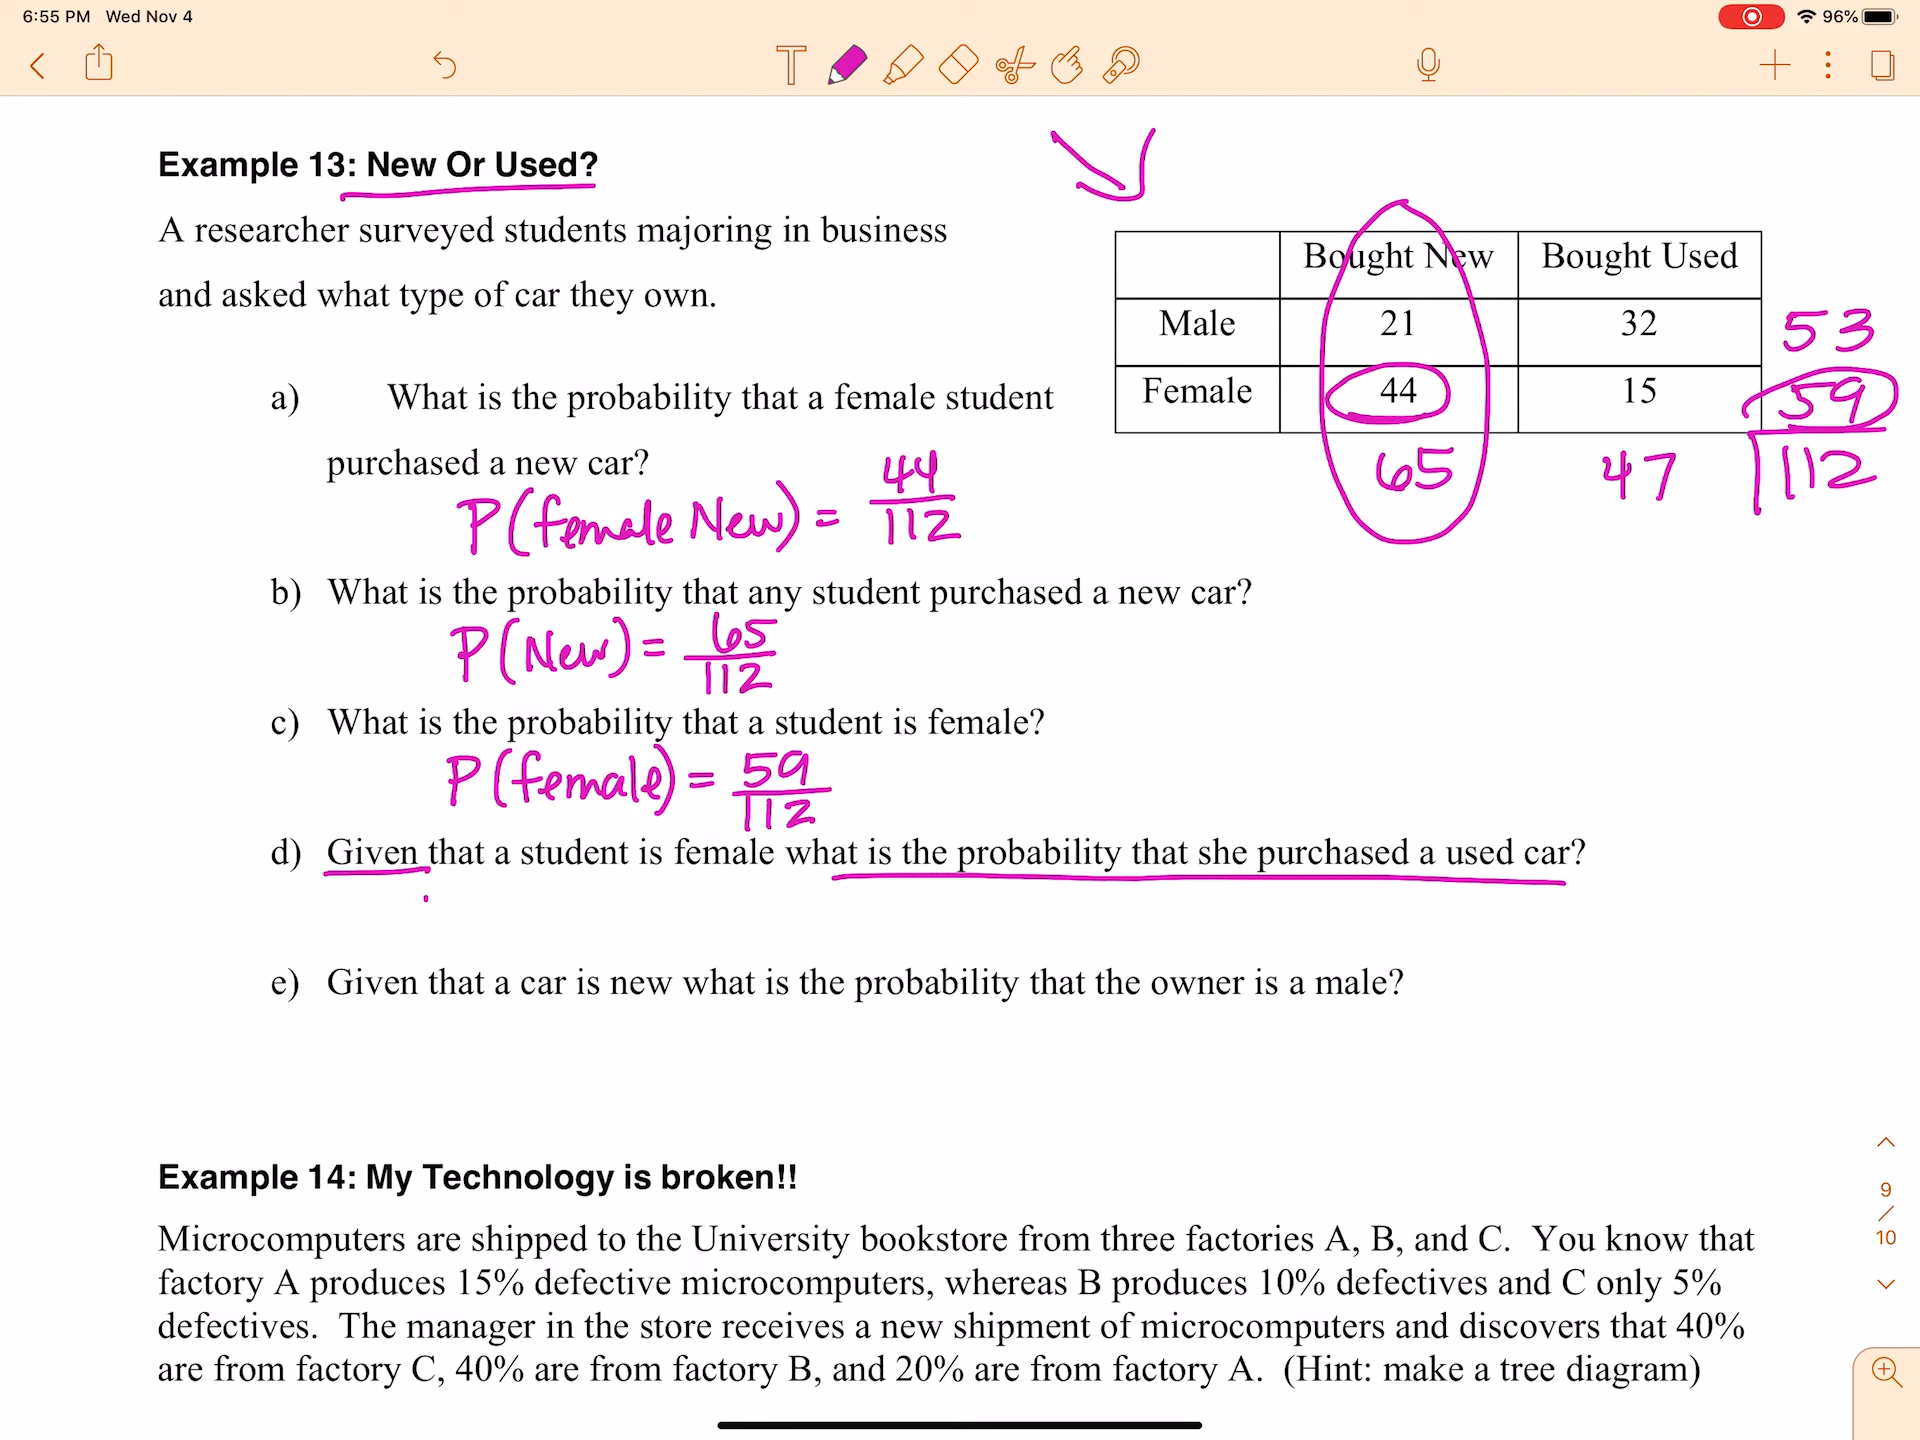 6:55 PM Wed Nov 4
96%
T
Example 13: New Or Used?
A researcher surveyed students majoring in business
and asked what type of car they own.
Bought New Bought Used
Male 21 32 53
Female 44 15 59
65 47 112
a) What is the probability that a female student
purchased a new car?
P(female New) = 44/112
b) What is the probability that any student purchased a new car?
P(New) = 65/112
c) What is the probability that a student is female?
P(female) = 59/112
d) Given that a student is female what is the probability that she purchased a used car?
e) Given that a car is new what is the probability that the owner is a male?
Example 14: My Technology is broken!!
Microcomputers are shipped to the University bookstore from three factories A, B, and C. You know that
factory A produces 15% defective microcomputers, whereas B produces 10% defectives and C only 5%
defectives. The manager in the store receives a new shipment of microcomputers and discovers that 40%
are from factory C, 40% are from factory B, and 20% are from factory A. (Hint: make a tree diagram)
9
/
10